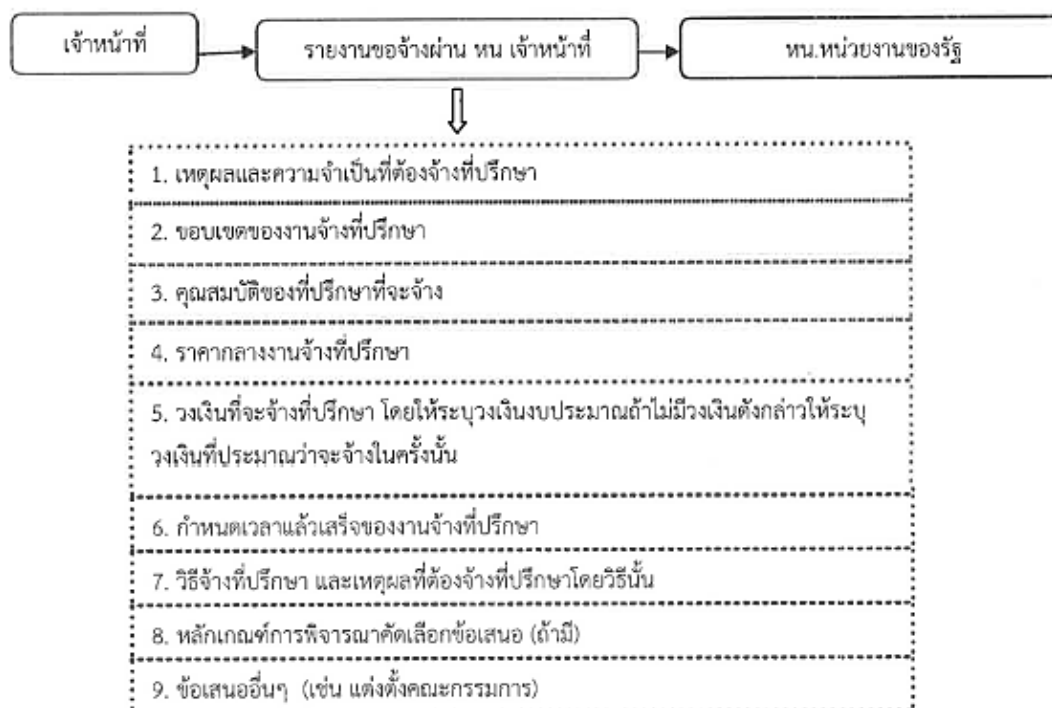 เจ้าหน้าที่
รายงานขอจ้างผ่าน หน เจ้าหน้าที่
หน.หน่วยงานของรัฐ
1. เหตุผลและความจำเป็นที่ต้องจ้างที่ปรึกษา
2. ขอบเขตของงานจ้างที่ปรึกษา
3. คุณสมบัติของที่ปรึกษาที่จะจ้าง
4. ราคากลางงานจ้างที่ปรึกษา
5. วงเงินที่จะจ้างที่ปรึกษา โดยให้ระบุวงเงินงบประมาณถ้าไม่มีวงเงินดังกล่าวให้ระบุ
วงเงินที่ประมาณว่าจะจ้างในครั้งนั้น
6. กำหนดเวลาแล้วเสร็จของงานจ้างที่ปรึกษา
7. วิธีจ้างที่ปรึกษา และเหตุผลที่ต้องจ้างที่ปรึกษาโดยวิธีนั้น
8. หลักเกณฑ์การพิจารณาคัดเลือกข้อเสนอ (ถ้ามี)
9. ข้อเสนออื่นๆ (เช่น แต่งตั้งคณะกรรมการ)